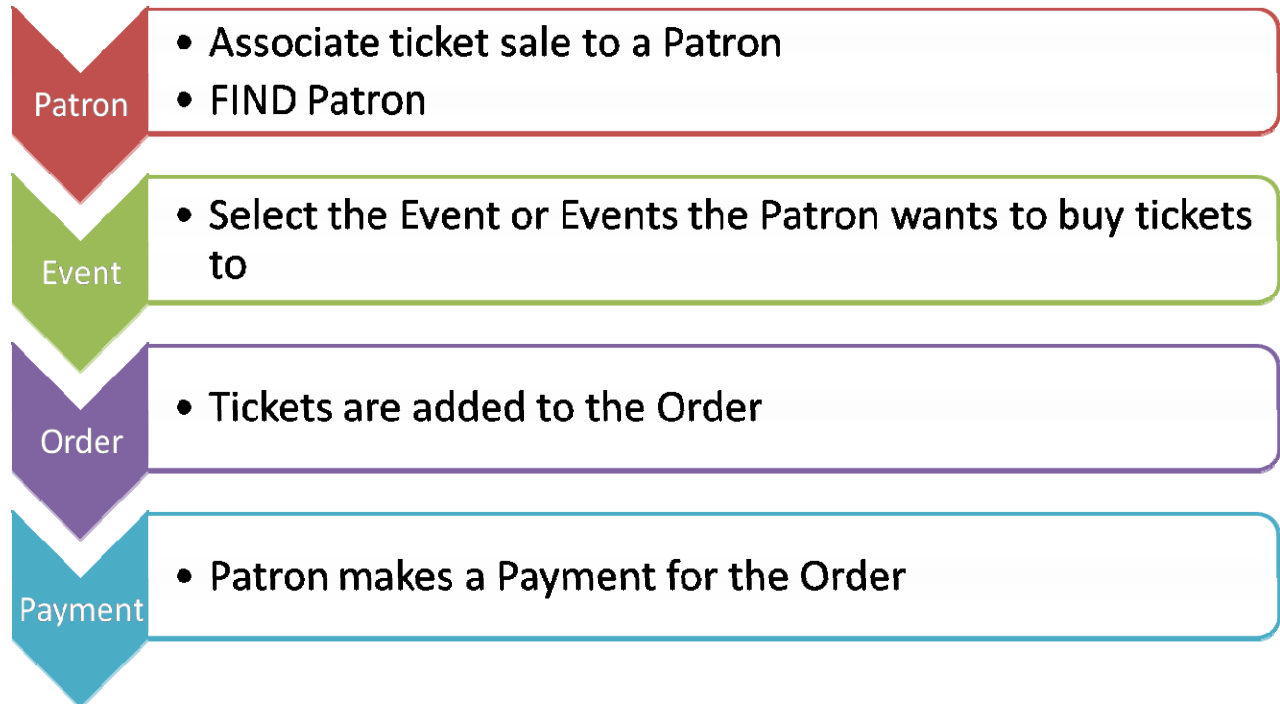 Patron
• Associate ticket sale to a Patron
• FIND Patron
Event
• Select the Event or Events the Patron wants to buy tickets
to
Order
• Tickets are added to the Order
Payment
• Patron makes a Payment for the Order